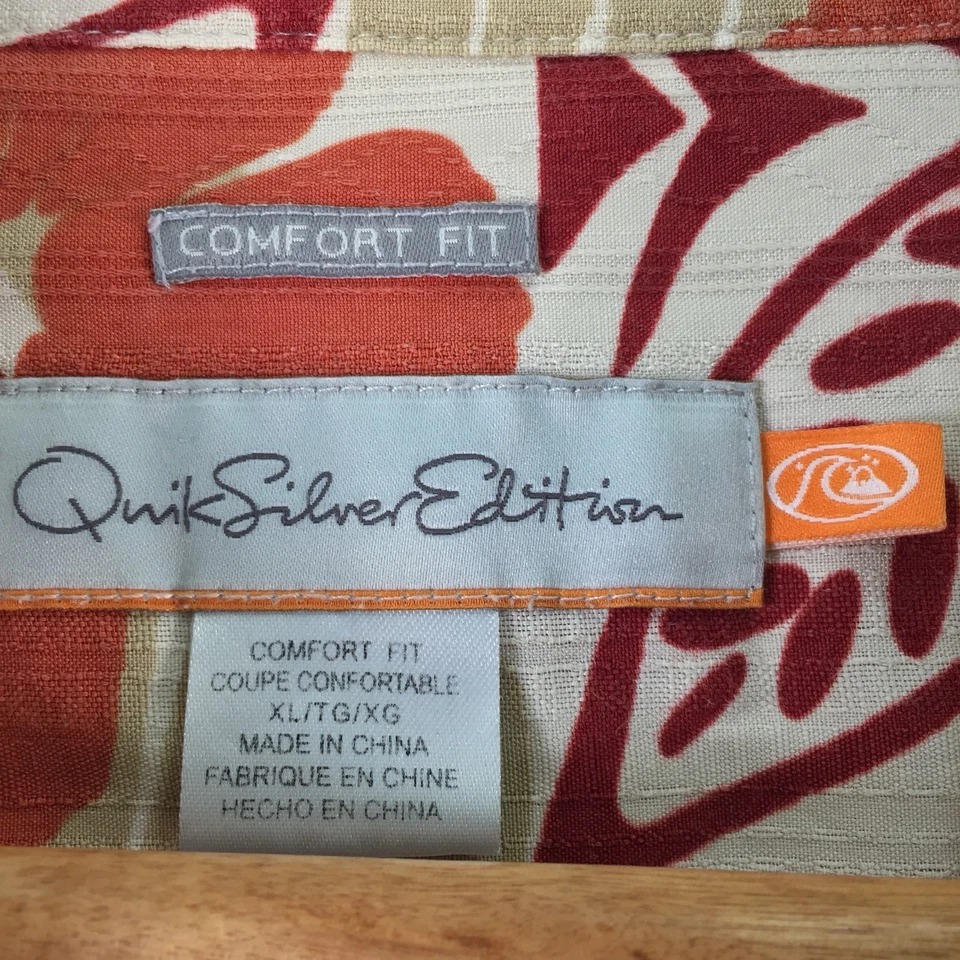 COMFORT FIT
QuikSilverEdition
COMFORT FIT
COUPE CONFORTABLE
XL/TG/XG
MADE IN CHINA
FABRIQUE EN CHINE
HECHO EN CHINA